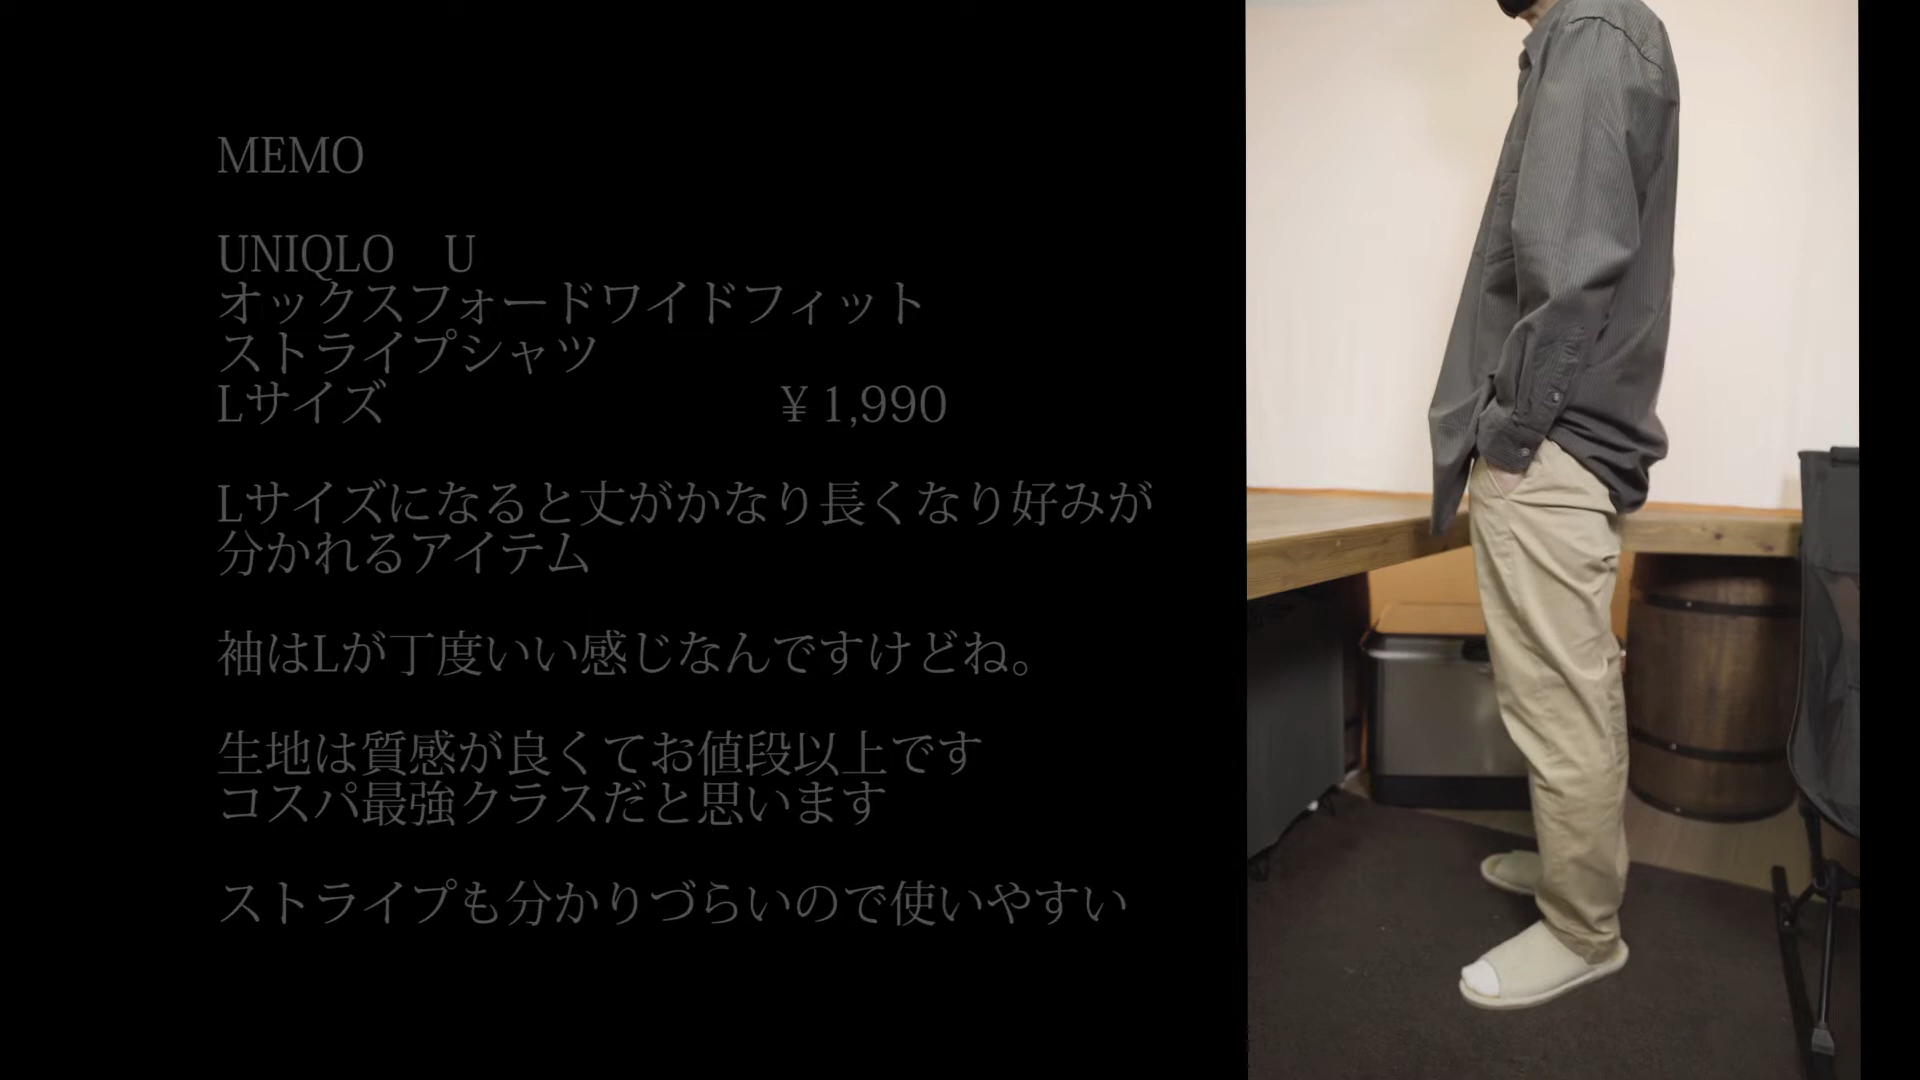 MEMO
UNIQLO　U
オックスフォードワイドフィット
ストライプシャツ
Lサイズ　　　　　　　　¥ 1,990
Lサイズになると丈がかなり長くなり好みが
分かれるアイテム
袖はLが丁度いい感じなんですけどね。
生地は質感が良くてお値段以上です
コスパ最強クラスだと思います
ストライプも分かりづらいので使いやすい